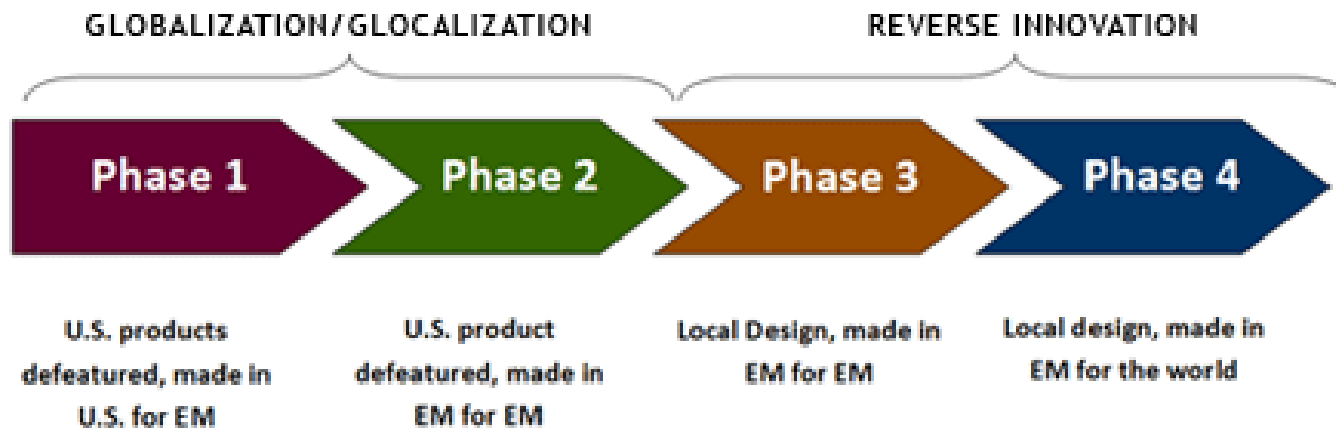 GLOBALIZATION/GLOCALIZATION
REVERSE INNOVATION
Phase 1
Phase 2
Phase 3
Phase 4
U.S. products
defeatured, made in
U.S. for EM
U.S. product
defeatured, made in
EM for EM
Local Design, made in
EM for EM
Local design, made in
EM for the world